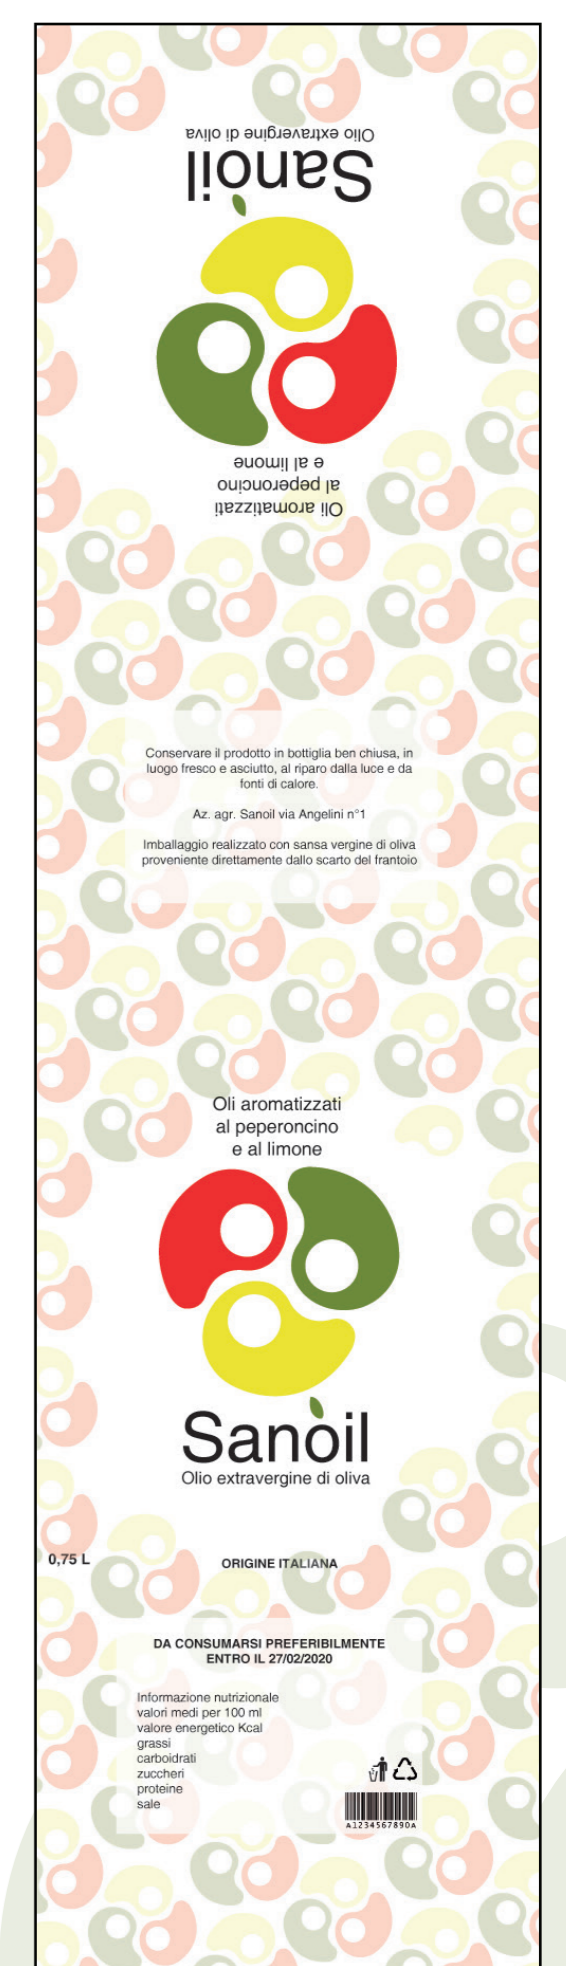 Oli aromatizzati
al peperoncino
e al limone
Sanoil
Olio extravergine di oliva
Conservare il prodotto in bottiglia ben chiusa, in
luogo fresco e asciutto, al riparo dalla luce e da
fonti di calore.
Az. agr. Sanoil via Angelini n°1
Imballaggio realizzato con sansa vergine di oliva
proveniente direttamente dallo scarto del frantoio
Oli aromatizzati
al peperoncino
e al limone
Sanoil
Olio extravergine di oliva
0,75 L
ORIGINE ITALIANA
DA CONSUMARSI PREFERIBILMENTE
ENTRO IL 27/02/2020
Informazione nutrizionale
valori medi per 100 ml
valore energetico Kcal
grassi
carboidrati
zuccheri
proteine
sale
A1234567890A